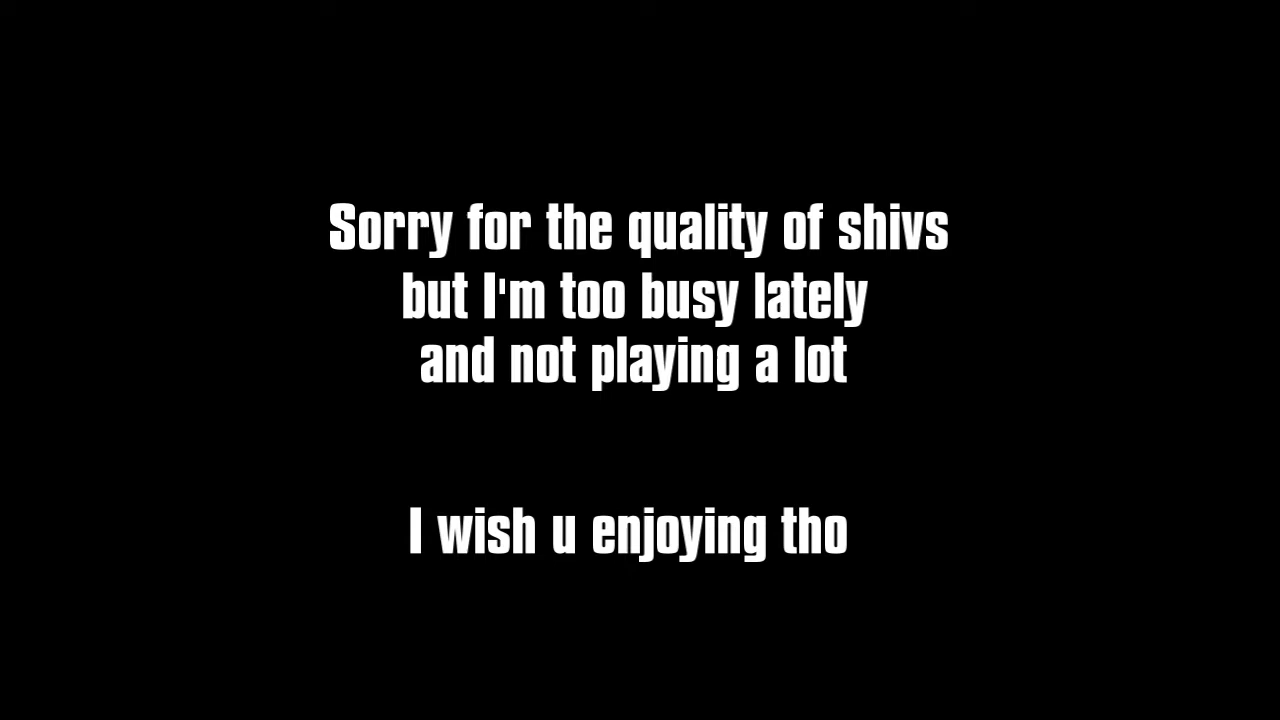 Sorry for the quality of shivs
but I'm too busy lately
and not playing a lot
I wish u enjoying tho